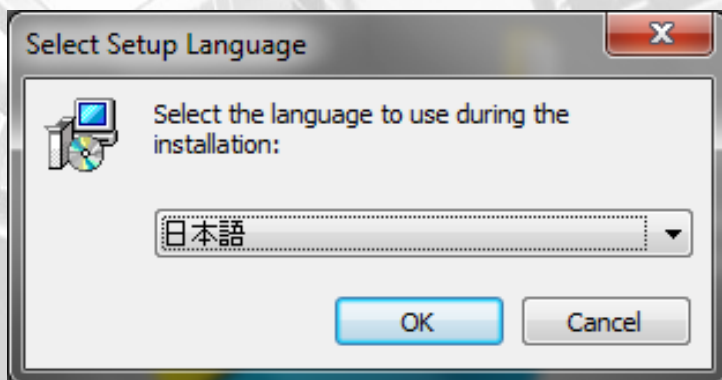 Select Setup Language
Select the language to use during the
installation:
日本語
OK
Cancel